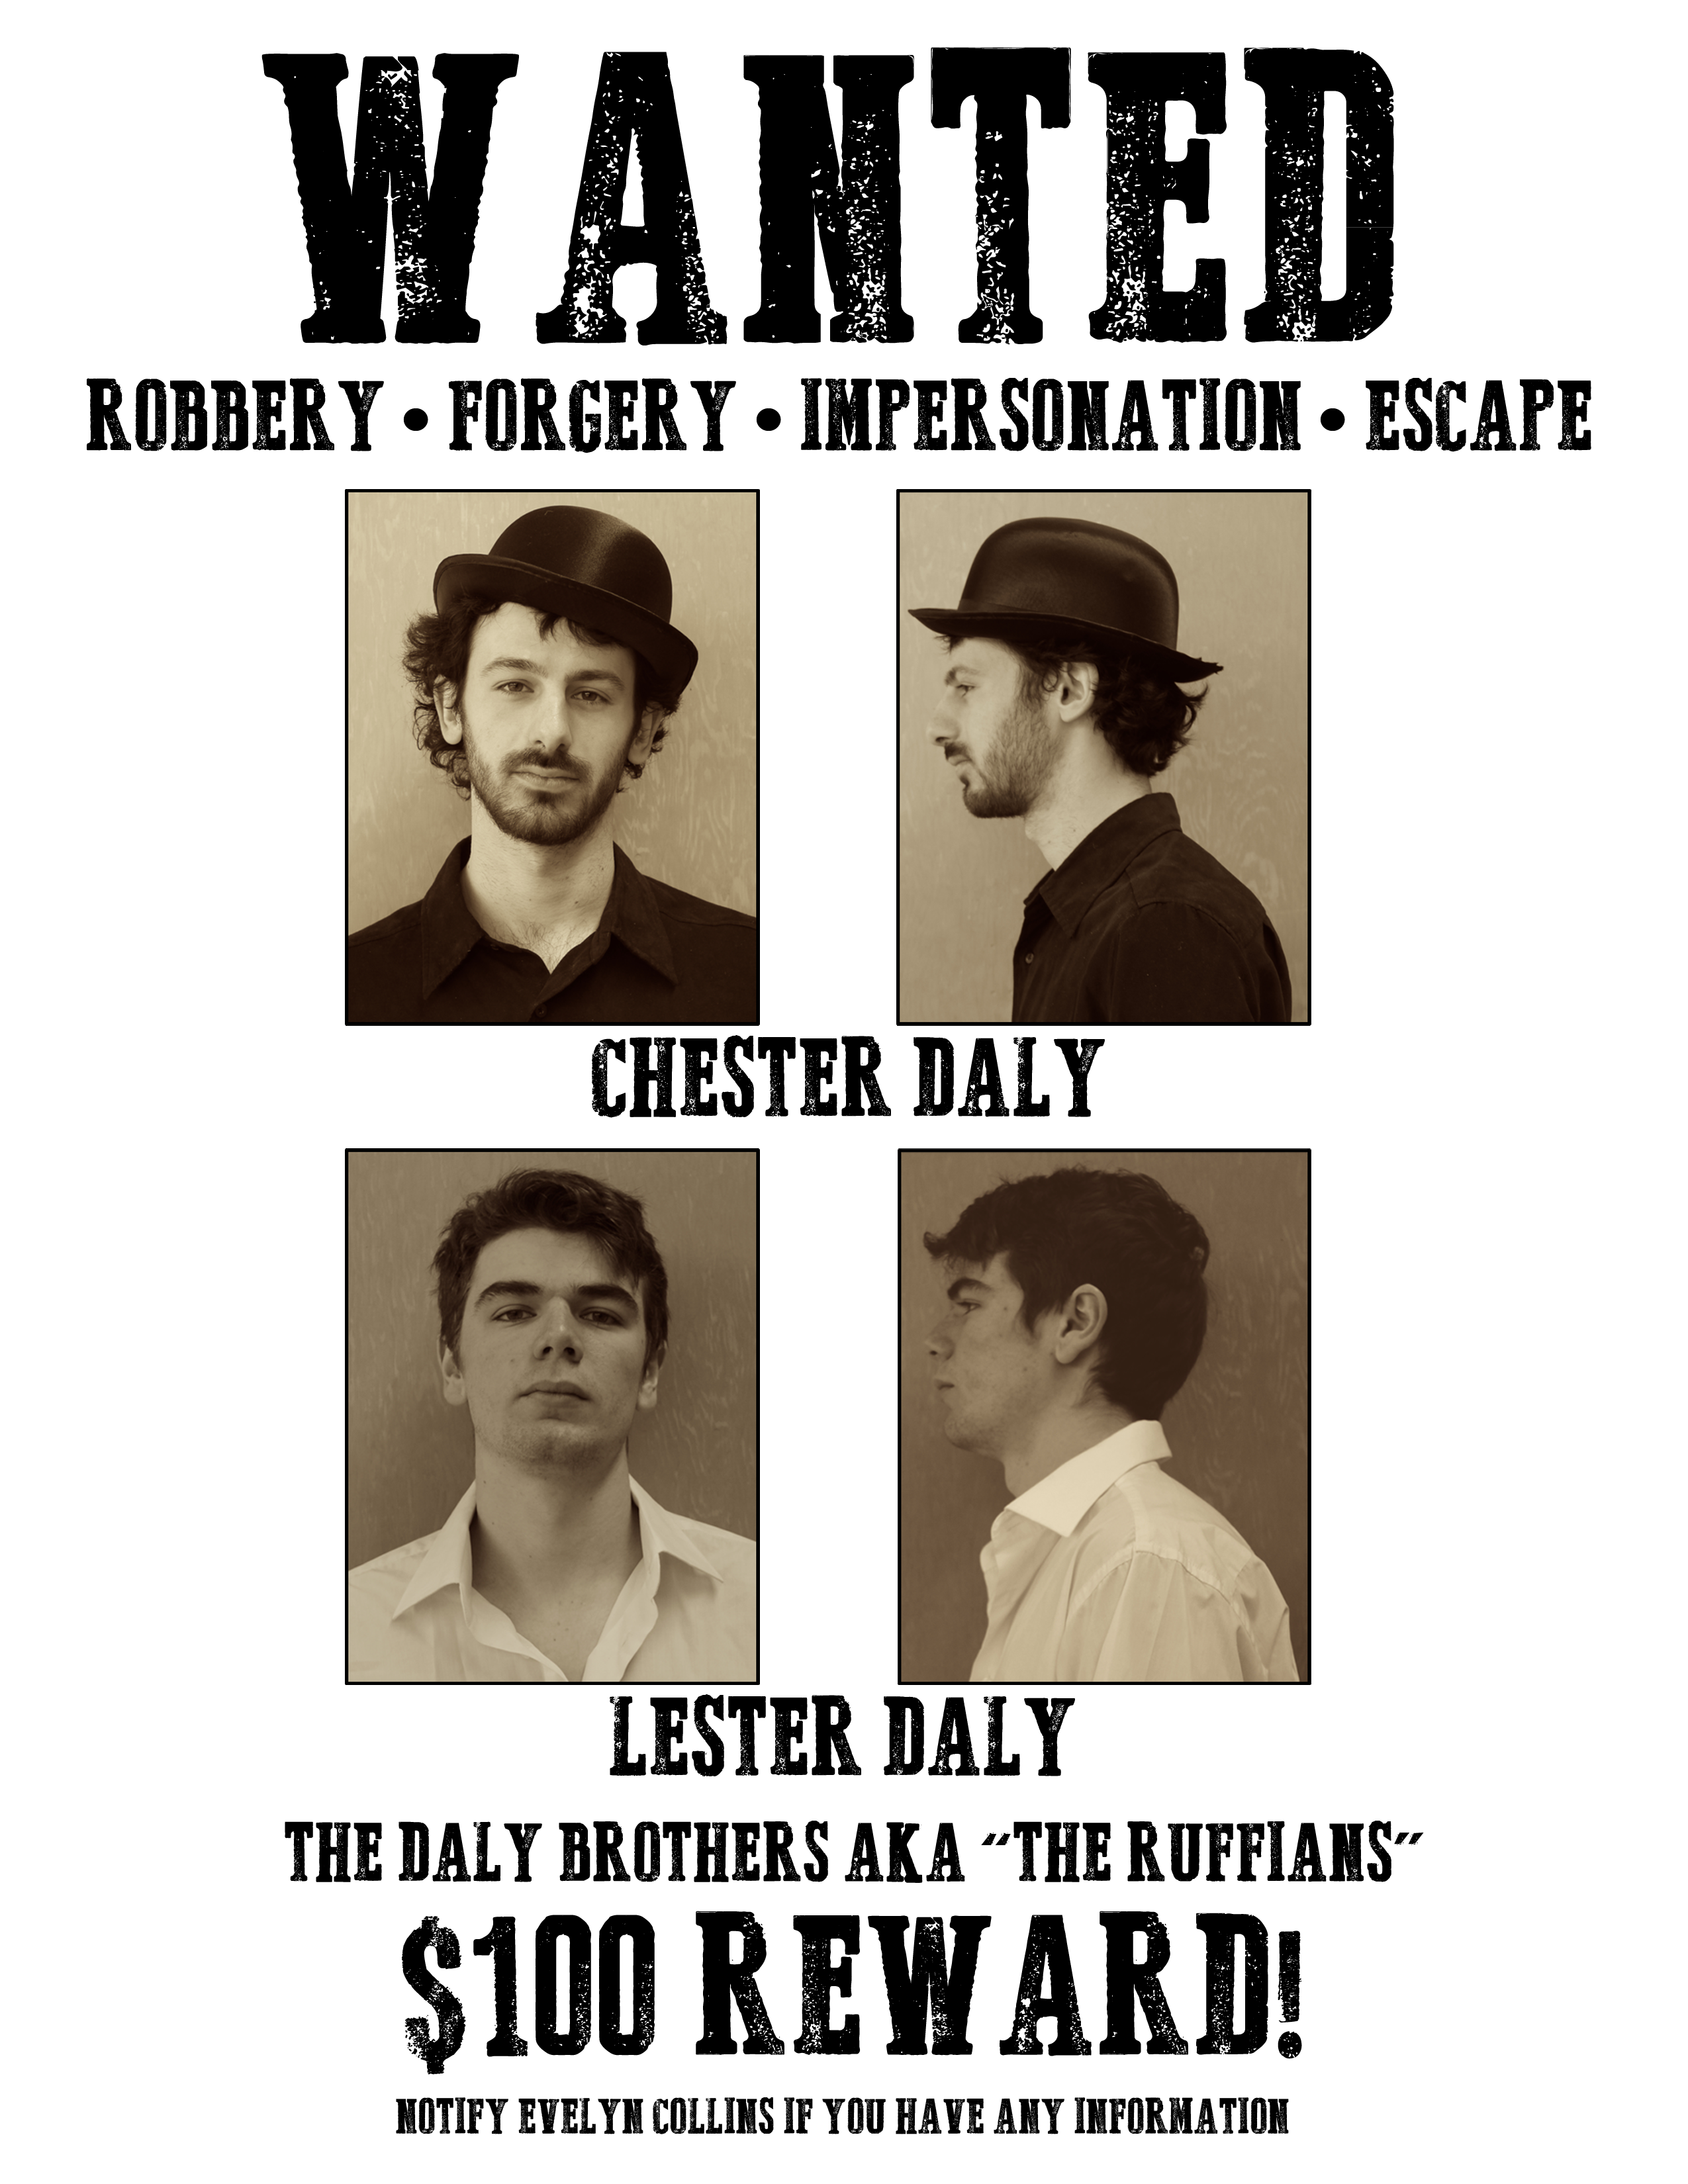 WANTED
ROBBERY • FORGERY • IMPERSONATION • ESCAPE
CHESTER DALY
LESTER DALY
THE DALY BROTHERS AKA “THE RUFFIANS”
$100 REWARD!
NOTIFY EVELYN COLLINS IF YOU HAVE ANY INFORMATION